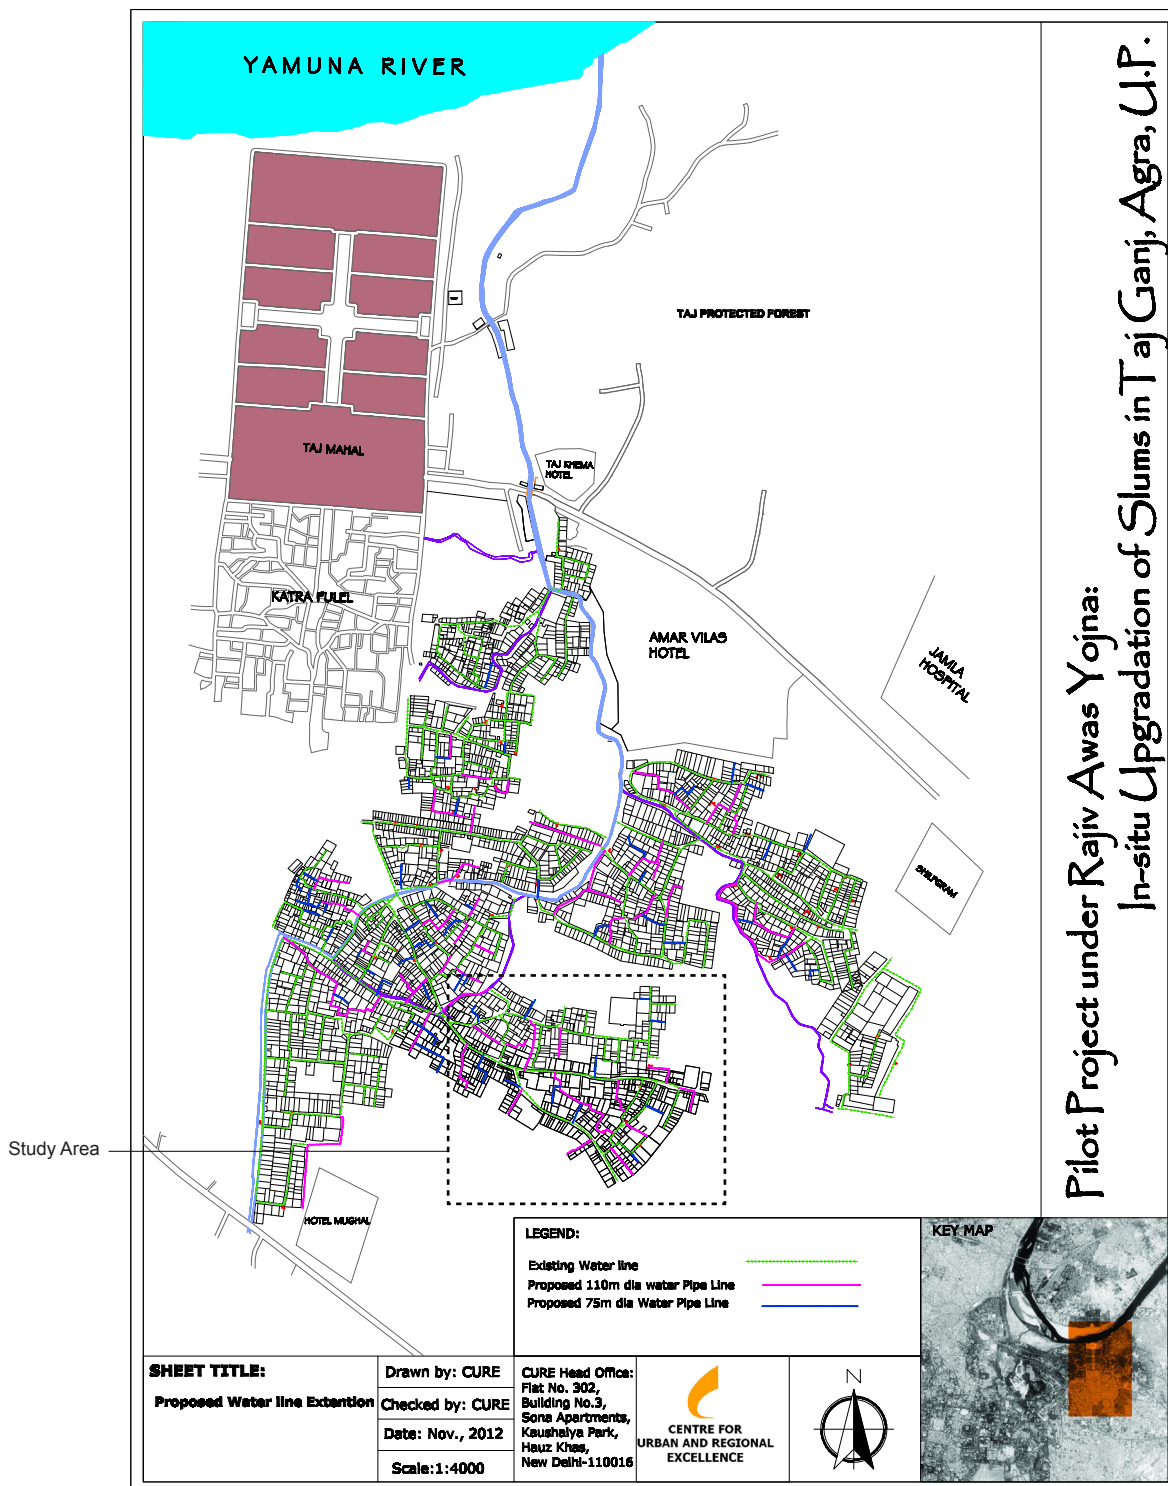 YAMUNA RIVER
TAJ PROTECTED FOREST
TAJ MAHAL
TAJ KHEMA
HOTEL
KATRA FULEL
AMAR VILAS
HOTEL
JAMLA
HOSPITAL
SHILPGRAM
Study Area
HOTEL MUGHAL
Pilot Project under Rajiv Awas Yojna:
In-situ Upgradation of Slums in Taj Ganj, Agra, U.P.
LEGEND:
Existing Water line
Proposed 110m dia water Pipe Line
Proposed 75m dia Water Pipe Line
KEY MAP
SHEET TITLE:
Proposed Water line Extention
Drawn by: CURE
Checked by: CURE
Date: Nov., 2012
Scale:1:4000
CURE Head Office:
Flat No. 302,
Building No.3,
Sona Apartments,
Kaushalya Park,
Hauz Khas,
New Delhi-110016
CENTRE FOR
URBAN AND REGIONAL
EXCELLENCE
N